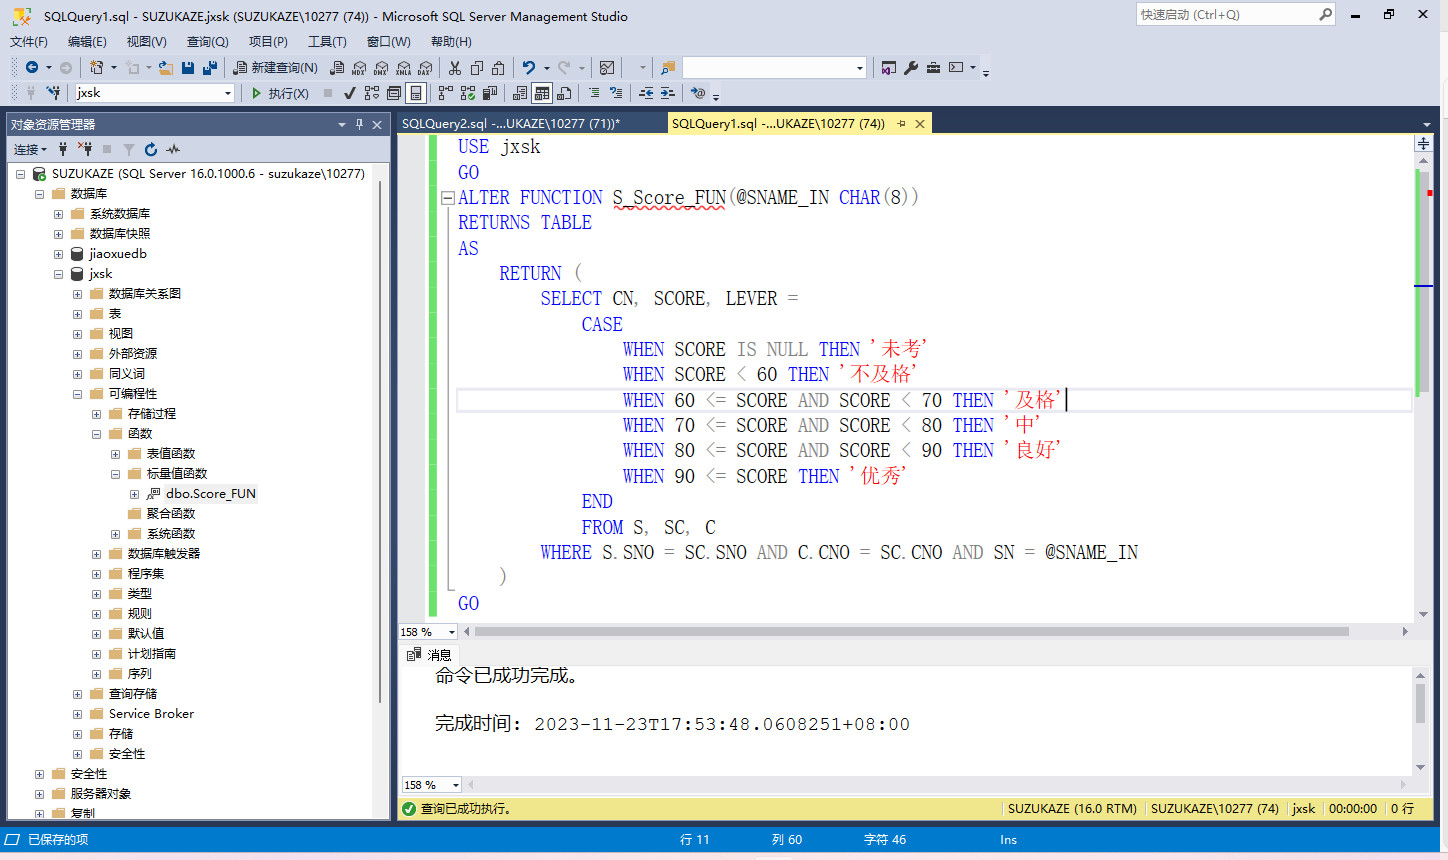 SQLQuery1.sql - SUZUKAZE.jxsk (SUZUKAZE\10277 (74)) - Microsoft SQL Server Management Studio
快速启动 (Ctrl+Q)
文件(F) 编辑(E) 视图(V) 查询(Q) 项目(P) 工具(T) 窗口(W) 帮助(H)
新建查询(N) MDX DMX XMLA DAX
jxsk 执行(X)
对象资源管理器
连接
SUZUKAZE (SQL Server 16.0.1000.6 - suzukaze\10277)
数据库
系统数据库
数据库快照
jiaoxuedb
jxsk
数据库关系图
表
视图
外部资源
同义词
可编程性
存储过程
函数
表值函数
标量值函数
dbo.Score_FUN
聚合函数
系统函数
数据库触发器
程序集
类型
规则
默认值
计划指南
序列
查询存储
Service Broker
存储
安全性
安全性
服务器对象
复制
SQLQuery2.sql -...UKAZE\10277 (71))*
SQLQuery1.sql -...UKAZE\10277 (74))
USE jxsk
GO
ALTER FUNCTION S_Score_FUN(@SNAME_IN CHAR(8))
RETURNS TABLE
AS
RETURN (
SELECT CN, SCORE, LEVER =
CASE
WHEN SCORE IS NULL THEN '未考'
WHEN SCORE < 60 THEN '不及格'
WHEN 60 <= SCORE AND SCORE < 70 THEN '及格'
WHEN 70 <= SCORE AND SCORE < 80 THEN '中'
WHEN 80 <= SCORE AND SCORE < 90 THEN '良好'
WHEN 90 <= SCORE THEN '优秀'
END
FROM S, SC, C
WHERE S.SNO = SC.SNO AND C.CNO = SC.CNO AND SN = @SNAME_IN
)
GO
158 %
消息
命令已成功完成。
完成时间: 2023-11-23T17:53:48.0608251+08:00
158 %
查询已成功执行。 SUZUKAZE (16.0 RTM) SUZUKAZE\10277 (74) jxsk 00:00:00 0 行
已保存的项 行 11 列 60 字符 46 Ins